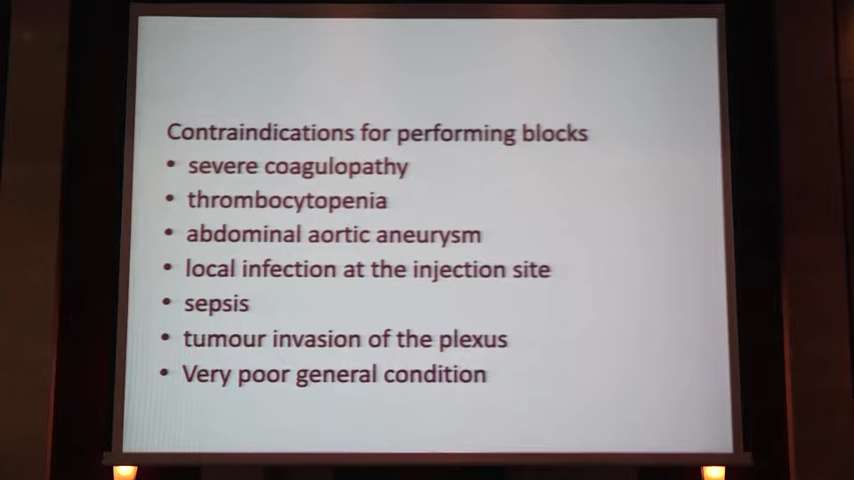 Contraindications for performing blocks
• severe coagulopathy
• thrombocytopenia
• abdominal aortic aneurysm
• local infection at the injection site
• sepsis
• tumour invasion of the plexus
• Very poor general condition